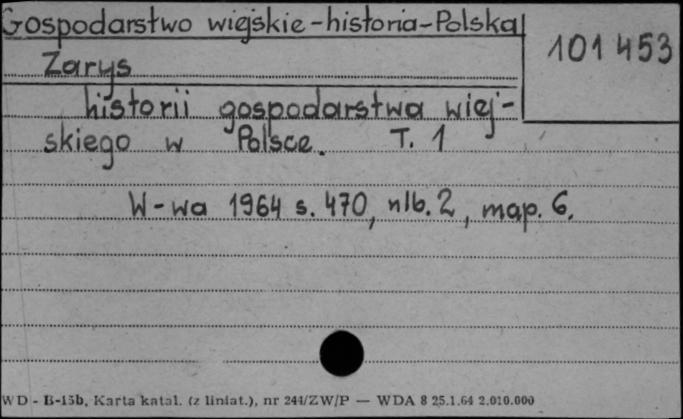 Gospodarstwo wiejskie-historia-Polska
101 453
Zarys
historii gospodarstwa wiej-
skiego w Polsce. T. 1
W-wa 1964 s. 470, nlb. 2, map. 6.
WD - B-15b, Karta katal. (z liniat.), nr 244/ZW/P — WDA 8 25.1.64 2.010.000